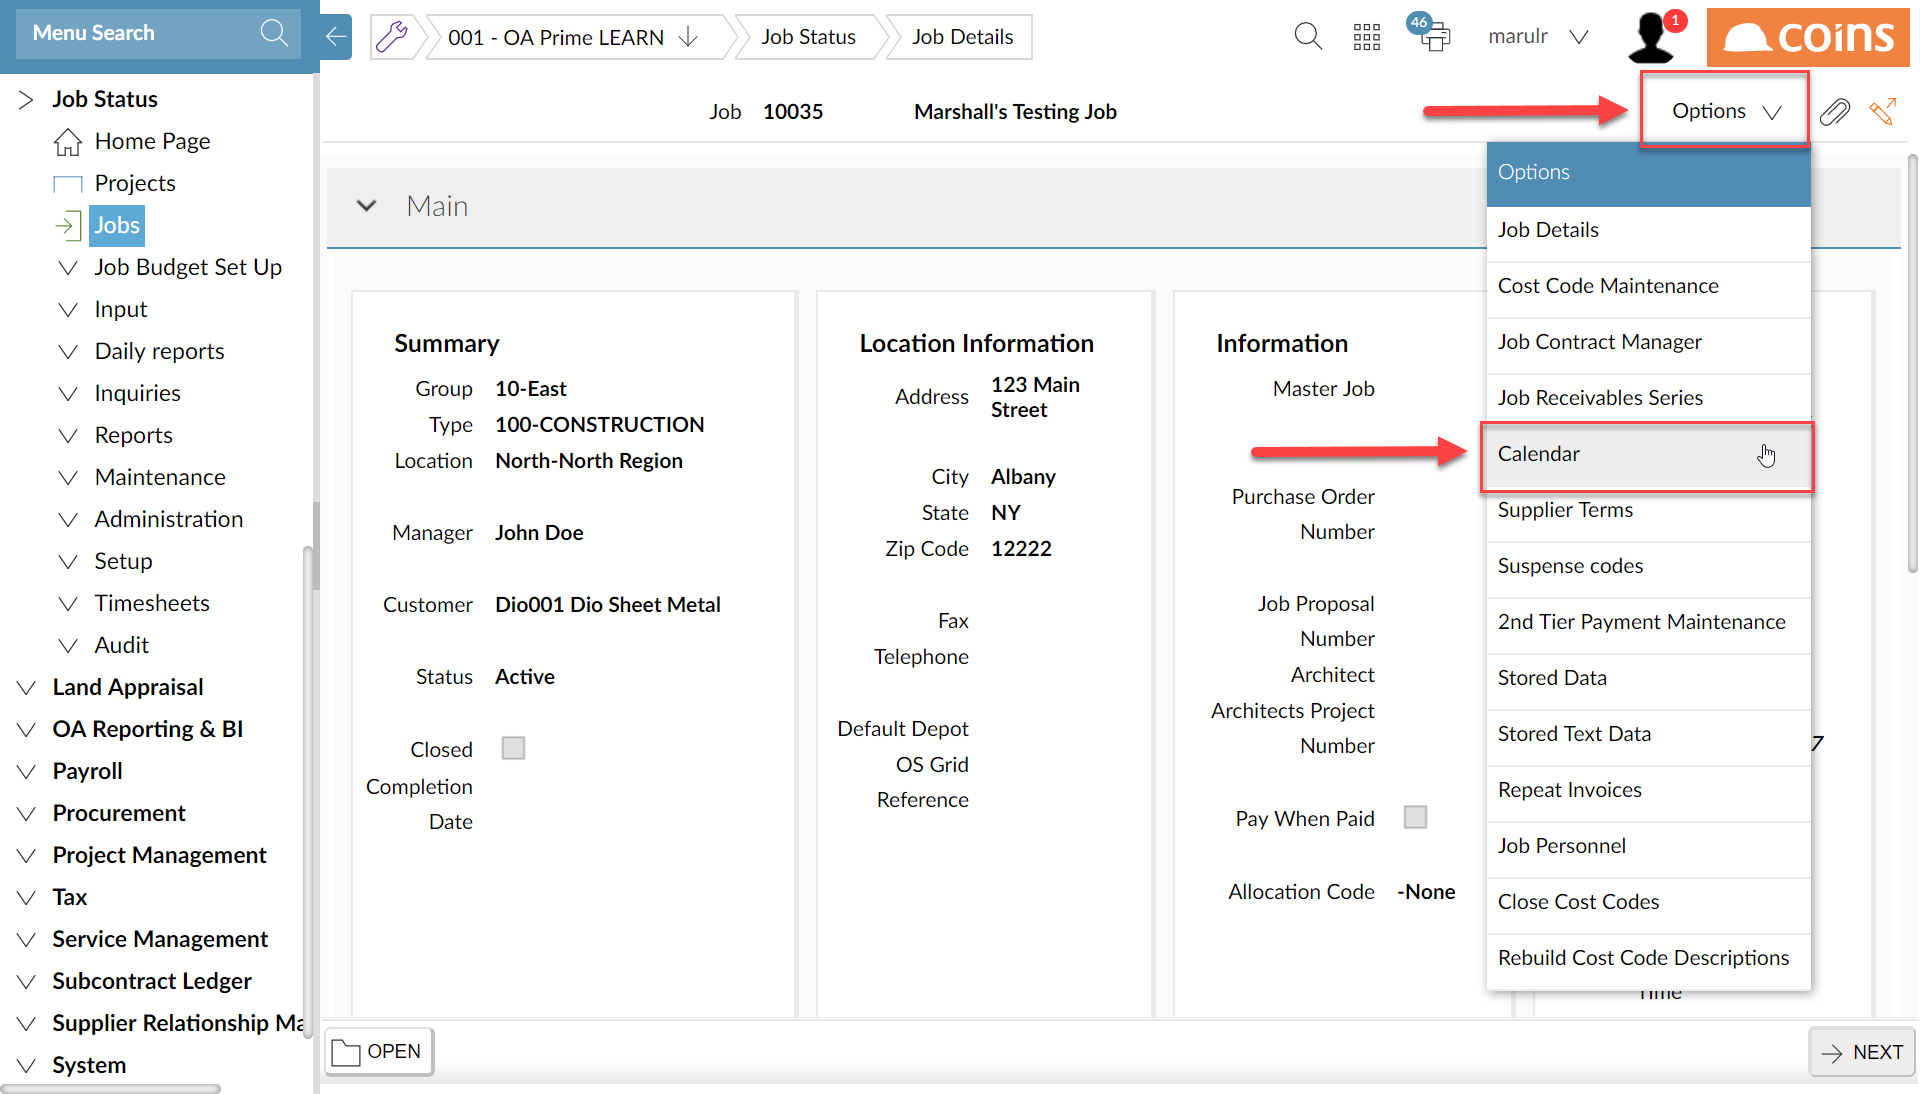 Menu Search
001 - OA Prime LEARN
Job Status
Job Details
46
marulr
1
coins
Job Status
Home Page
Projects
Jobs
Job Budget Set Up
Input
Daily reports
Inquiries
Reports
Maintenance
Administration
Setup
Timesheets
Audit
Land Appraisal
OA Reporting & BI
Payroll
Procurement
Project Management
Tax
Service Management
Subcontract Ledger
Supplier Relationship Ma
System
Job 10035 Marshall's Testing Job
Options
Main
Summary
Group 10-East
Type 100-CONSTRUCTION
Location North-North Region
Manager John Doe
Customer Dio001 Dio Sheet Metal
Status Active
Closed
Completion
Date
Location Information
Address 123 Main
Street
City Albany
State NY
Zip Code 12222
Fax
Telephone
Default Depot
OS Grid
Reference
Information
Master Job
Purchase Order
Number
Job Proposal
Number
Architect
Architects Project
Number
Pay When Paid
Allocation Code -None
Options
Job Details
Cost Code Maintenance
Job Contract Manager
Job Receivables Series
Calendar
Supplier Terms
Suspense codes
2nd Tier Payment Maintenance
Stored Data
Stored Text Data
Repeat Invoices
Job Personnel
Close Cost Codes
Rebuild Cost Code Descriptions
7
Time
OPEN
NEXT